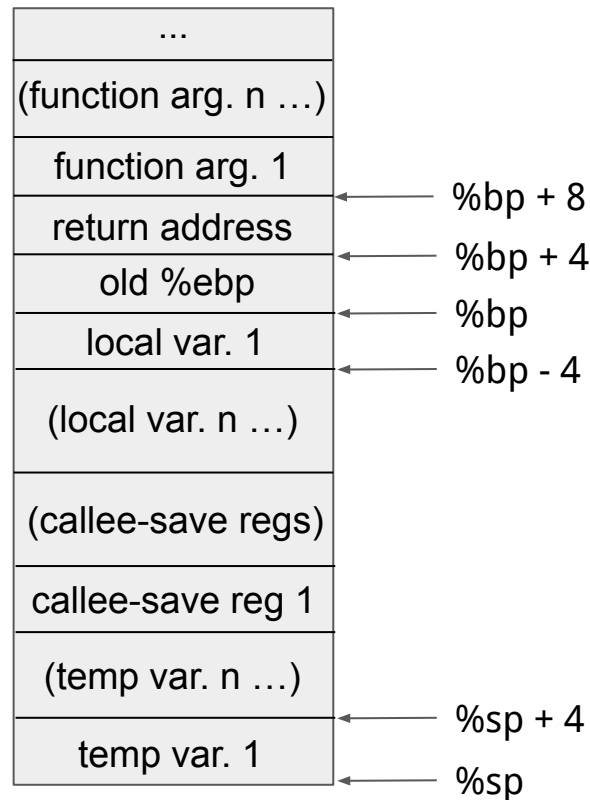 ...
(function arg. n …)
function arg. 1
%bp + 8
return address
%bp + 4
old %ebp
%bp
local var. 1
%bp - 4
(local var. n …)
(callee-save regs)
callee-save reg 1
(temp var. n …)
%sp + 4
temp var. 1
%sp